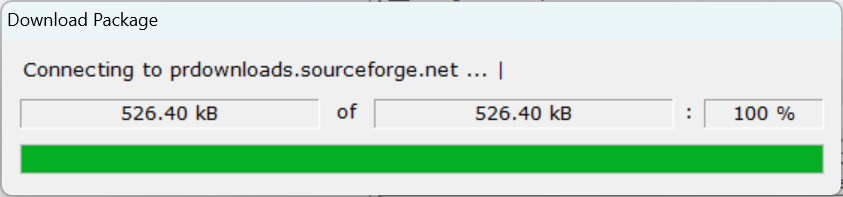 Download Package
Connecting to prdownloads.sourceforge.net ... |
526.40 kB of 526.40 kB : 100 %